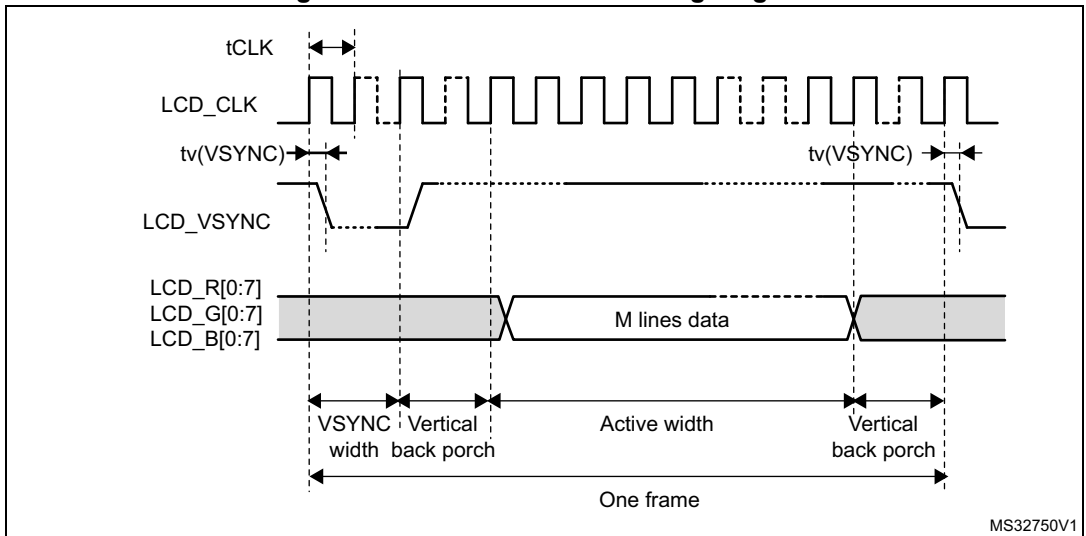 tCLK
LCD_CLK
tv(VSYNC)
tv(VSYNC)
LCD_VSYNC
LCD_R[0:7]
LCD_G[0:7]
LCD_B[0:7]
M lines data
VSYNC width
Vertical back porch
Active width
Vertical back porch
One frame
MS32750V1